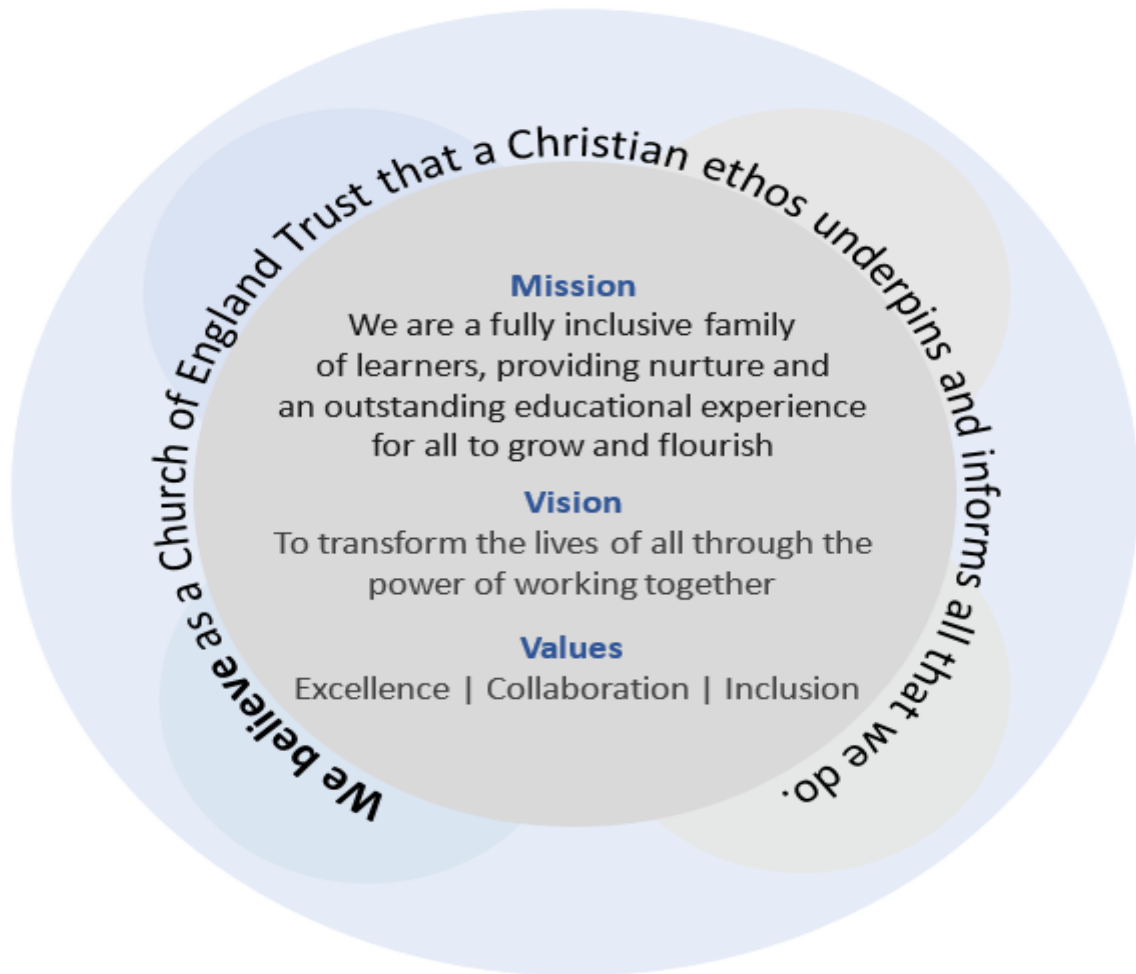 We believe as a Church of England Trust that a Christian ethos underpins and informs all that we do.
Mission
We are a fully inclusive family
of learners, providing nurture and
an outstanding educational experience
for all to grow and flourish
Vision
To transform the lives of all through the
power of working together
Values
Excellence | Collaboration | Inclusion